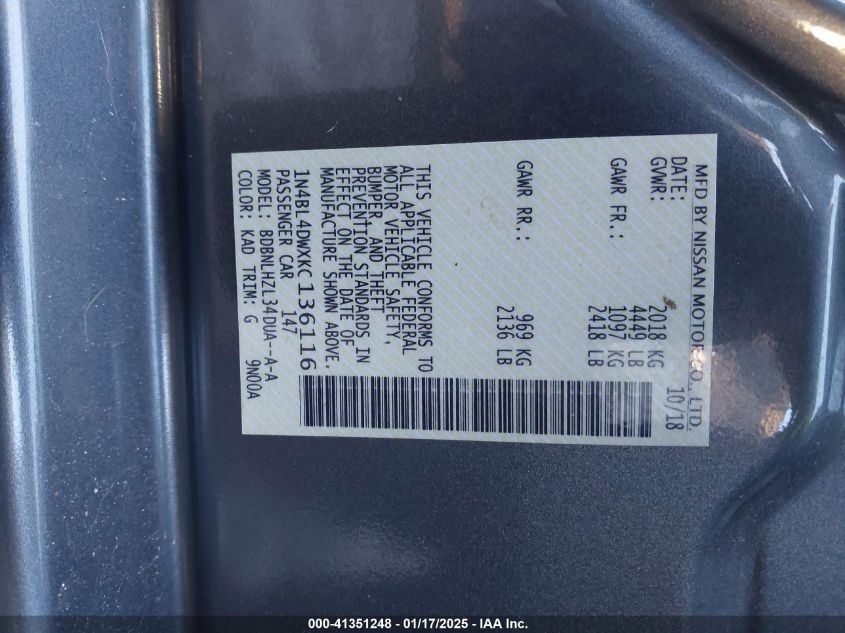 MFD BY NISSAN MOTOR CO., LTD.
DATE: 10/18
GVWR: 2018 KG
4449 LB
GAWR FR.: 1097 KG
2418 LB
GAWR RR.: 969 KG
2136 LB
THIS VEHICLE CONFORMS TO
ALL APPLICABLE FEDERAL
MOTOR VEHICLE SAFETY,
BUMPER, AND THEFT
PREVENTION STANDARDS IN
EFFECT ON THE DATE OF
MANUFACTURE SHOWN ABOVE.
1N4BL4DWXKC136116
PASSENGER CAR 147
MODEL: BDRNLHZL34DUA--A-A
COLOR: KAD TRIM: G 9N00A
000-41351248 - 01/17/2025 - IAA Inc.